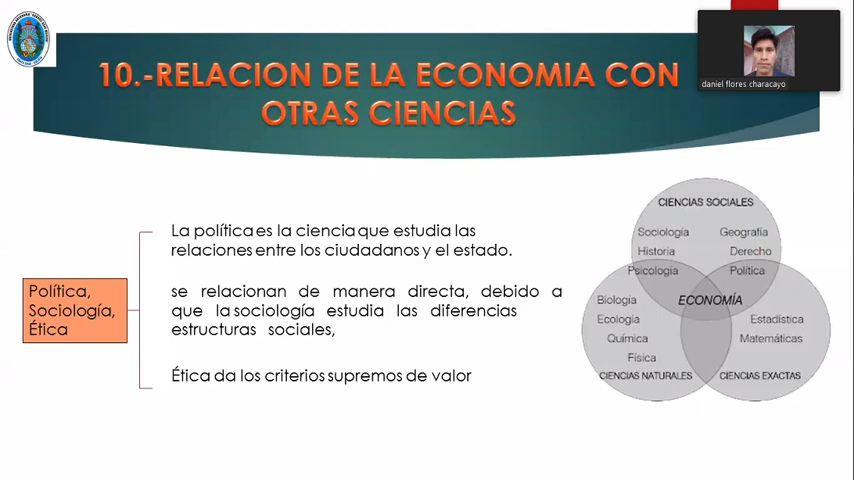 10.-RELACION DE LA ECONOMIA CON
OTRAS CIENCIAS
daniel flores characayo
Política,
Sociología,
Ética
La política es la ciencia que estudia las
relaciones entre los ciudadanos y el estado.
se relacionan de manera directa, debido a
que la sociología estudia las diferencias
estructuras sociales,
Ética da los criterios supremos de valor
CIENCIAS SOCIALES
Sociología Geografía
Historia Derecho
Psicología Política
ECONOMÍA
Biología
Ecología
Química
Física
CIENCIAS NATURALES
Estadística
Matemáticas
CIENCIAS EXACTAS